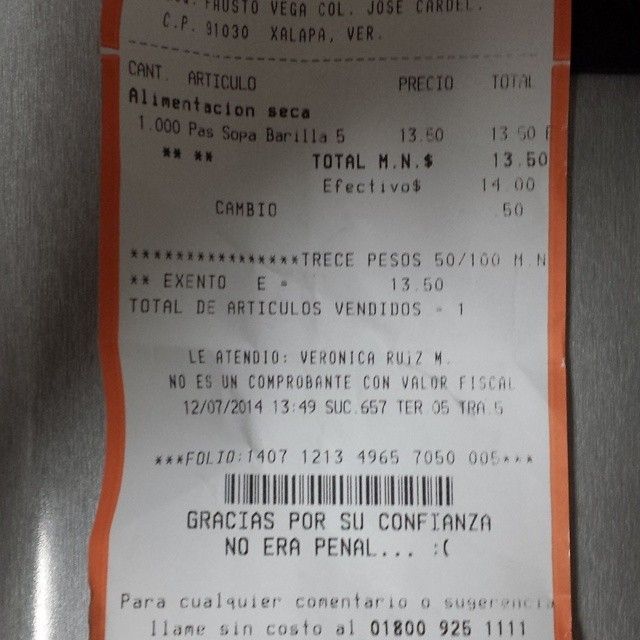 FAUSTO VEGA COL. JOSE CARDEL.
C.P. 91030 XALAPA, VER.
CANT. ARTICULO PRECIO TOTAL
Alimentacion seca
1.000 Pas Sopa Barilla 5 13.50 13.50 E
** ** TOTAL M.N.$ 13.50
Efectivo$ 14.00
CAMBIO .50
****************TRECE PESOS 50/100 M.N
** EXENTO E = 13.50
TOTAL DE ARTICULOS VENDIDOS = 1
LE ATENDIO: VERONICA RUIZ M.
NO ES UN COMPROBANTE CON VALOR FISCAL
12/07/2014 13:49 SUC.657 TER 05 TRA.5
***FOLIO:1407 1213 4965 7050 005***
GRACIAS POR SU CONFIANZA
NO ERA PENAL... :(
Para cualquier comentario o sugerencia
llame sin costo al 01800 925 1111